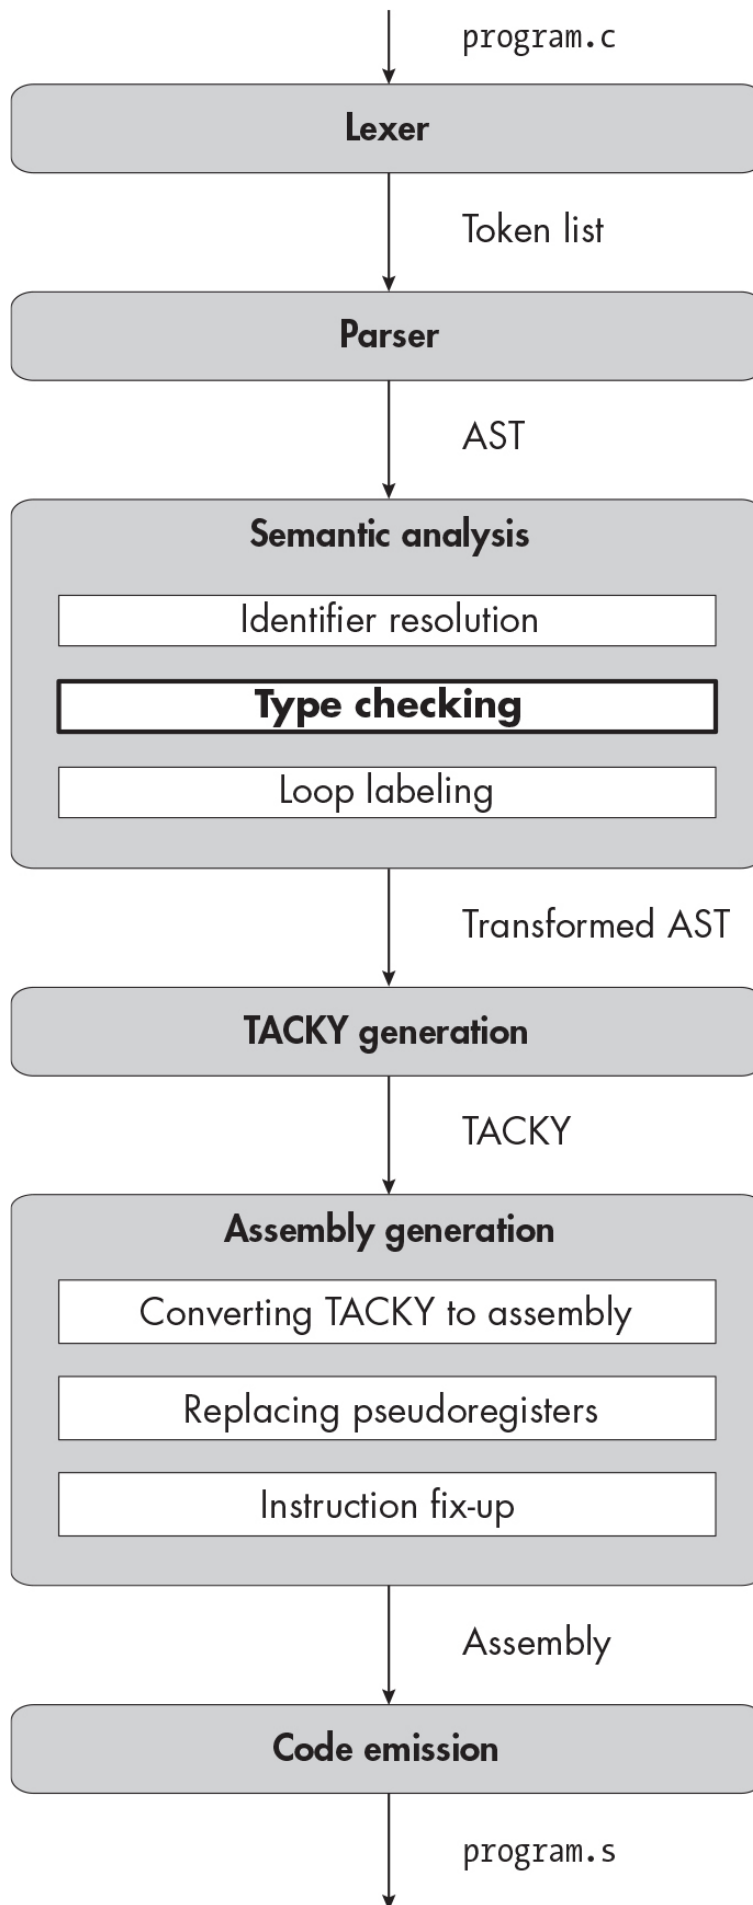 program.c
Lexer
Token list
Parser
AST
Semantic analysis
Identifier resolution
Type checking
Loop labeling
Transformed AST
TACKY generation
TACKY
Assembly generation
Converting TACKY to assembly
Replacing pseudoregisters
Instruction fix-up
Assembly
Code emission
program.s